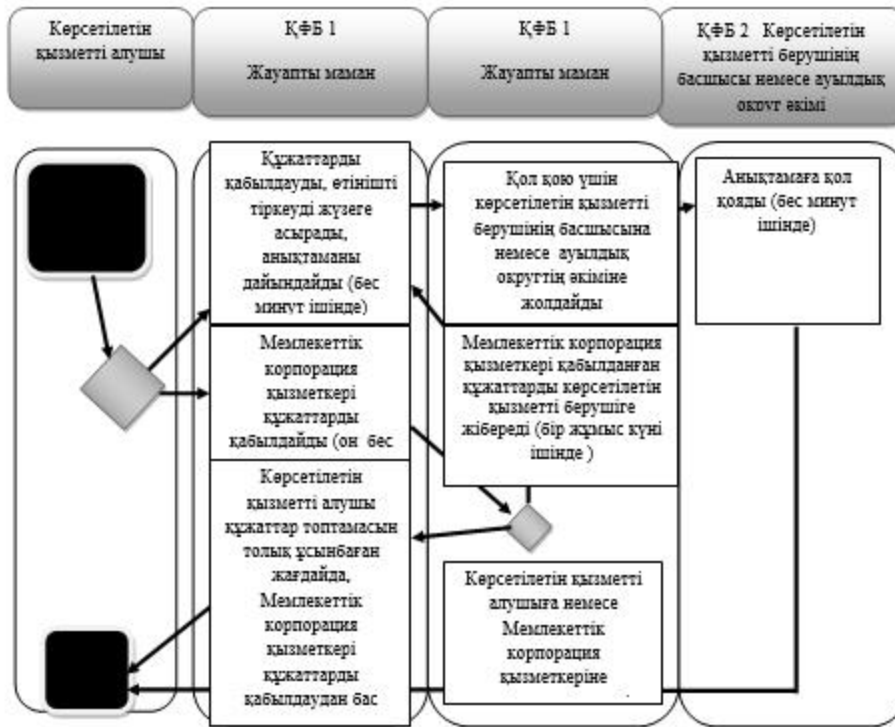 Көрсетілетін
қызметті алушы
ҚФБ 1
Жауапты маман
ҚФБ 1
Жауапты маман
ҚФБ 2 Көрсетілетін
қызметті берушінің
басшысы немесе ауылдық
округ әкімі
Құжаттарды
қабылдауды, өтінішті
тіркеуді жүзеге
асырады,
анықтаманы
дайындайды (бес
минут ішінде)
Қол қою үшін
көрсетілетін қызметті
берушінің басшысына
немесе ауылдық
округтің әкіміне
жолдайды
Анықтамаға қол
қояды (бес минут
ішінде)
Мемлекеттік
корпорация
қызметкері
құжаттарды
қабылдайды (он бес
Мемлекеттік корпорация
қызметкері қабылданған
құжаттарды көрсетілетін
қызметті берушіге
жібереді (бір жұмыс күні
ішінде )
Көрсетілетін
қызметті алушы
құжаттар топтамасын
толық ұсынбаған
жағдайда,
Мемлекеттік
корпорация
қызметкері
құжаттарды
қабылдаудан бас
Көрсетілетін қызметті
алушыға немесе
Мемлекеттік
корпорация
қызметкеріне
.